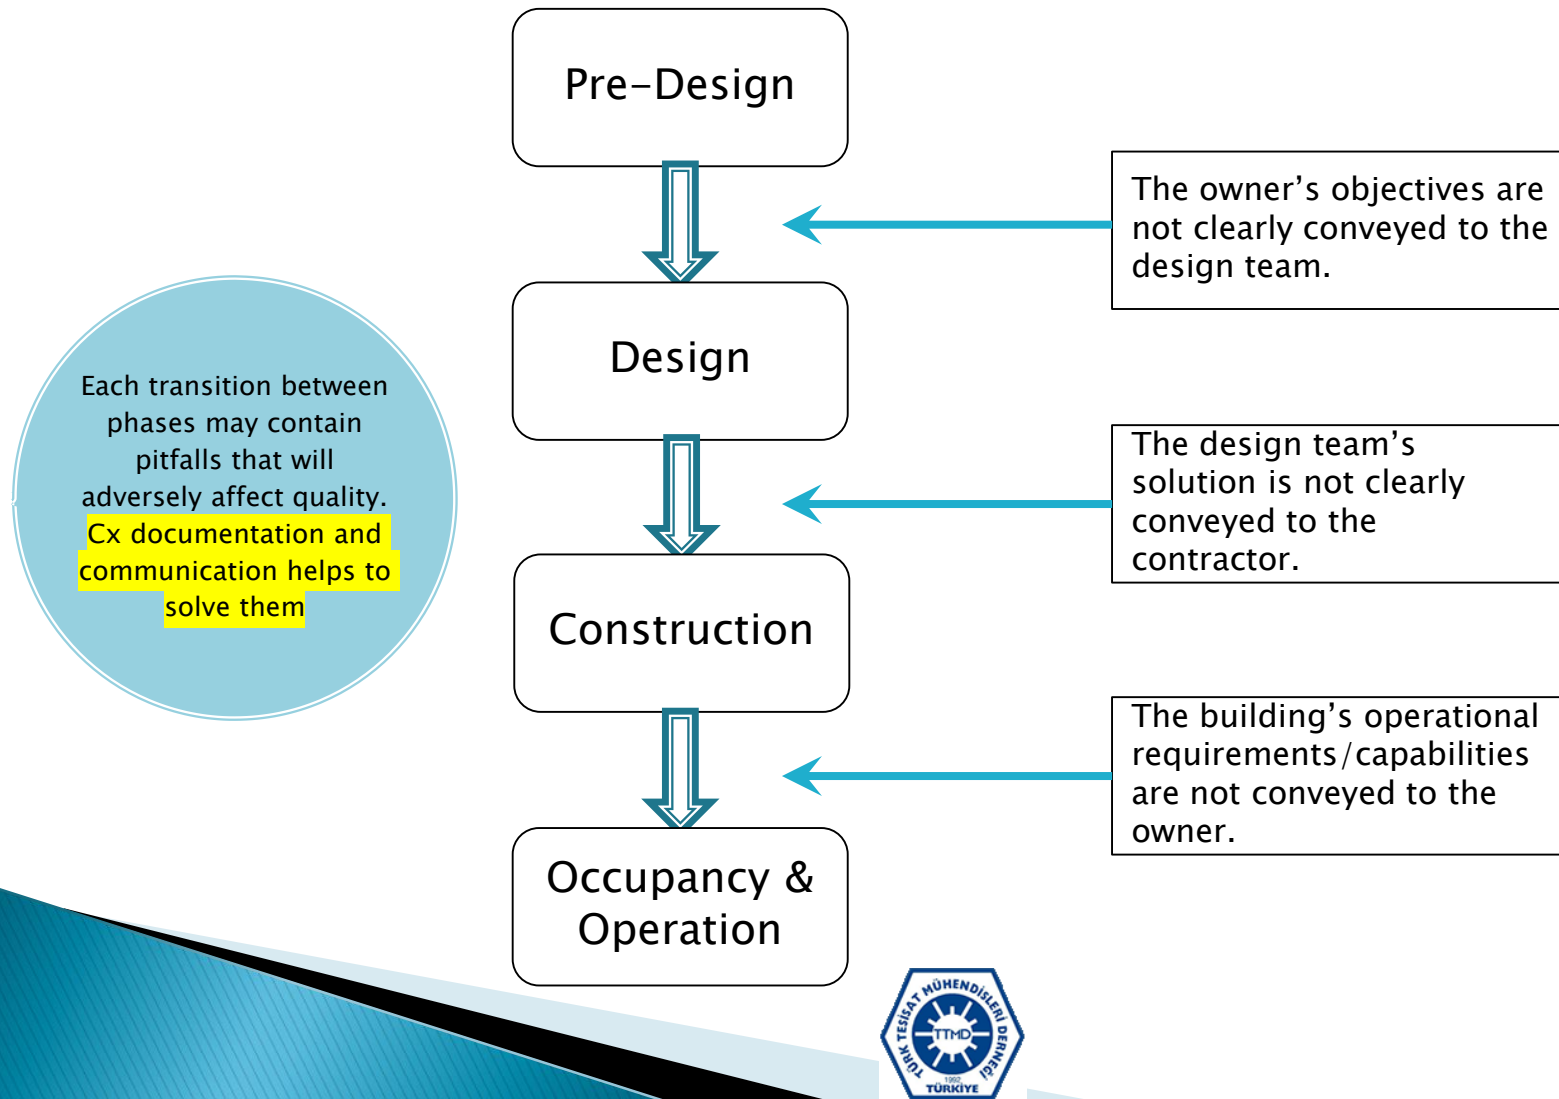 Pre-Design
The owner’s objectives are
not clearly conveyed to the
design team.
Design
Each transition between
phases may contain
pitfalls that will
adversely affect quality.
Cx documentation and
communication helps to
solve them
The design team’s
solution is not clearly
conveyed to the
contractor.
Construction
The building’s operational
requirements/capabilities
are not conveyed to the
owner.
Occupancy &
Operation
TÜRK TESİSAT MÜHENDİSLERİ DERNEĞİ
TTMD
1992
TÜRKİYE